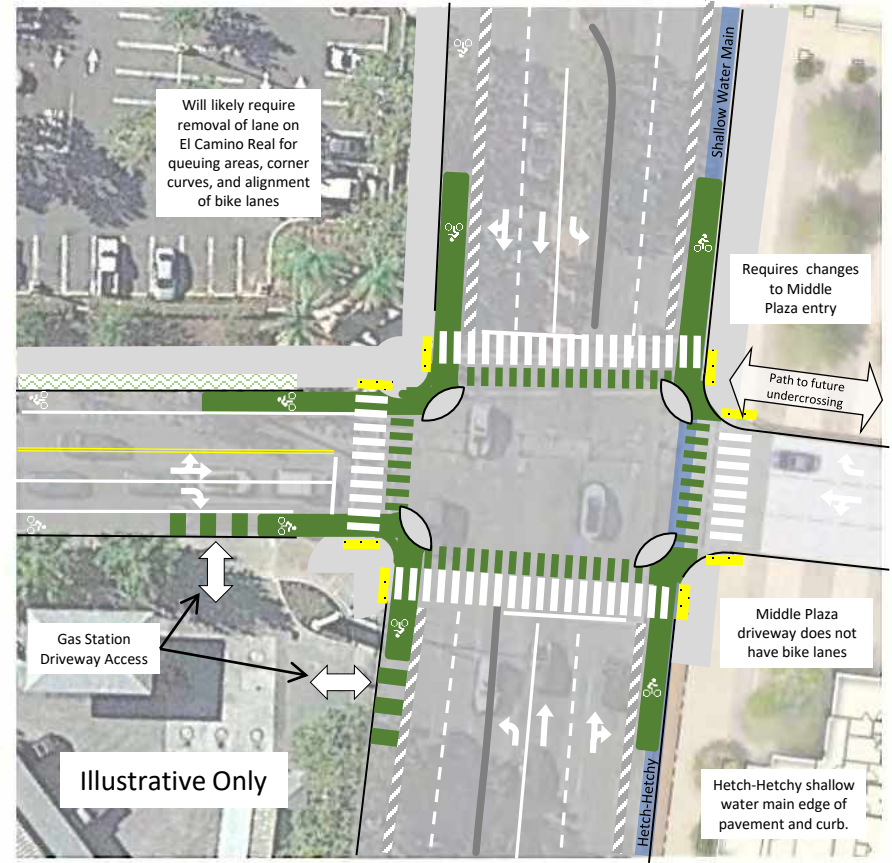 Will likely require
removal of lane on
El Camino Real for
queuing areas, corner
curves, and alignment
of bike lanes
Shallow Water Main
Requires changes
to Middle
Plaza entry
Path to future
undercrossing
Gas Station
Driveway Access
Middle Plaza
driveway does not
have bike lanes
Illustrative Only
Hetch-Hetchy
Hetch-Hetchy shallow
water main edge of
pavement and curb.